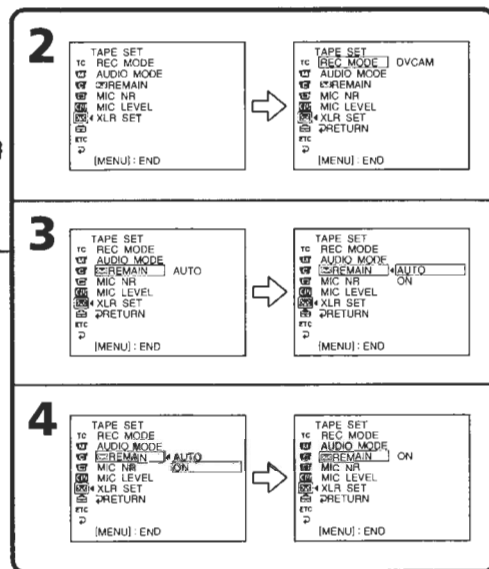 2
TAPE SET
TC REC MODE
AUDIO MODE
REMAIN
MIC NR
MIC LEVEL
XLR SET
ETC
[MENU] : END
TAPE SET
TC REC MODE DVCAM
AUDIO MODE
REMAIN
MIC NR
MIC LEVEL
XLR SET
RETURN
ETC
[MENU] : END
3
TAPE SET
TC REC MODE
AUDIO MODE
REMAIN AUTO
MIC NR
MIC LEVEL
XLR SET
RETURN
ETC
[MENU] : END
TAPE SET
TC REC MODE
AUDIO MODE
REMAIN AUTO
MIC NR ON
MIC LEVEL
XLR SET
RETURN
ETC
[MENU] : END
4
TAPE SET
TC REC MODE
AUDIO MODE
REMAIN AUTO
MIC NR ON
MIC LEVEL
XLR SET
RETURN
ETC
[MENU] : END
TAPE SET
TC REC MODE
AUDIO MODE
REMAIN ON
MIC NR
MIC LEVEL
XLR SET
RETURN
ETC
[MENU] : END